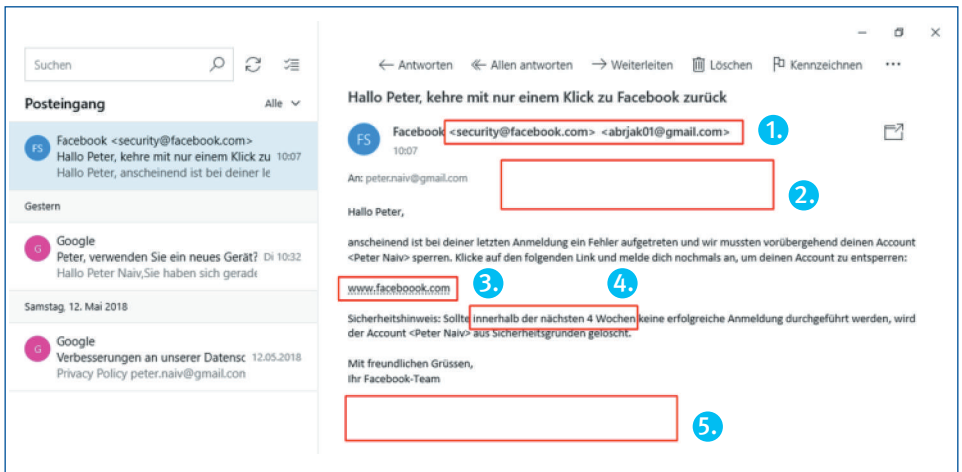 Suchen
Posteingang
Alle
FS
Facebook <security@facebook.com>
Hallo Peter, kehre mit nur einem Klick zu 10:07
Hallo Peter, anscheinend ist bei deiner le
Gestern
G
Google
Peter, verwenden Sie ein neues Gerät? Di 10:32
Hallo Peter Naiv,Sie haben sich gerade
Samstag, 12. Mai 2018
G
Google
Verbesserungen an unserer Datensc 12.05.2018
Privacy Policy peter.naiv@gmail.con
Antworten Allen antworten Weiterleiten Löschen Kennzeichnen
Hallo Peter, kehre mit nur einem Klick zu Facebook zurück
FS
Facebook <security@facebook.com> <abrjak01@gmail.com> 1.
10:07
An: peter.naiv@gmail.com
2.
Hallo Peter,
anscheinend ist bei deiner letzten Anmeldung ein Fehler aufgetreten und wir mussten vorübergehend deinen Account
<Peter Naiv> sperren. Klicke auf den folgenden Link und melde dich nochmals an, um deinen Account zu entsperren:
www.faceboook.com 3. 4.
Sicherheitshinweis: Sollte innerhalb der nächsten 4 Wochen keine erfolgreiche Anmeldung durchgeführt werden, wird
der Account <Peter Naiv> aus Sicherheitsgründen gelöscht.
Mit freundlichen Grüssen,
Ihr Facebook-Team
5.